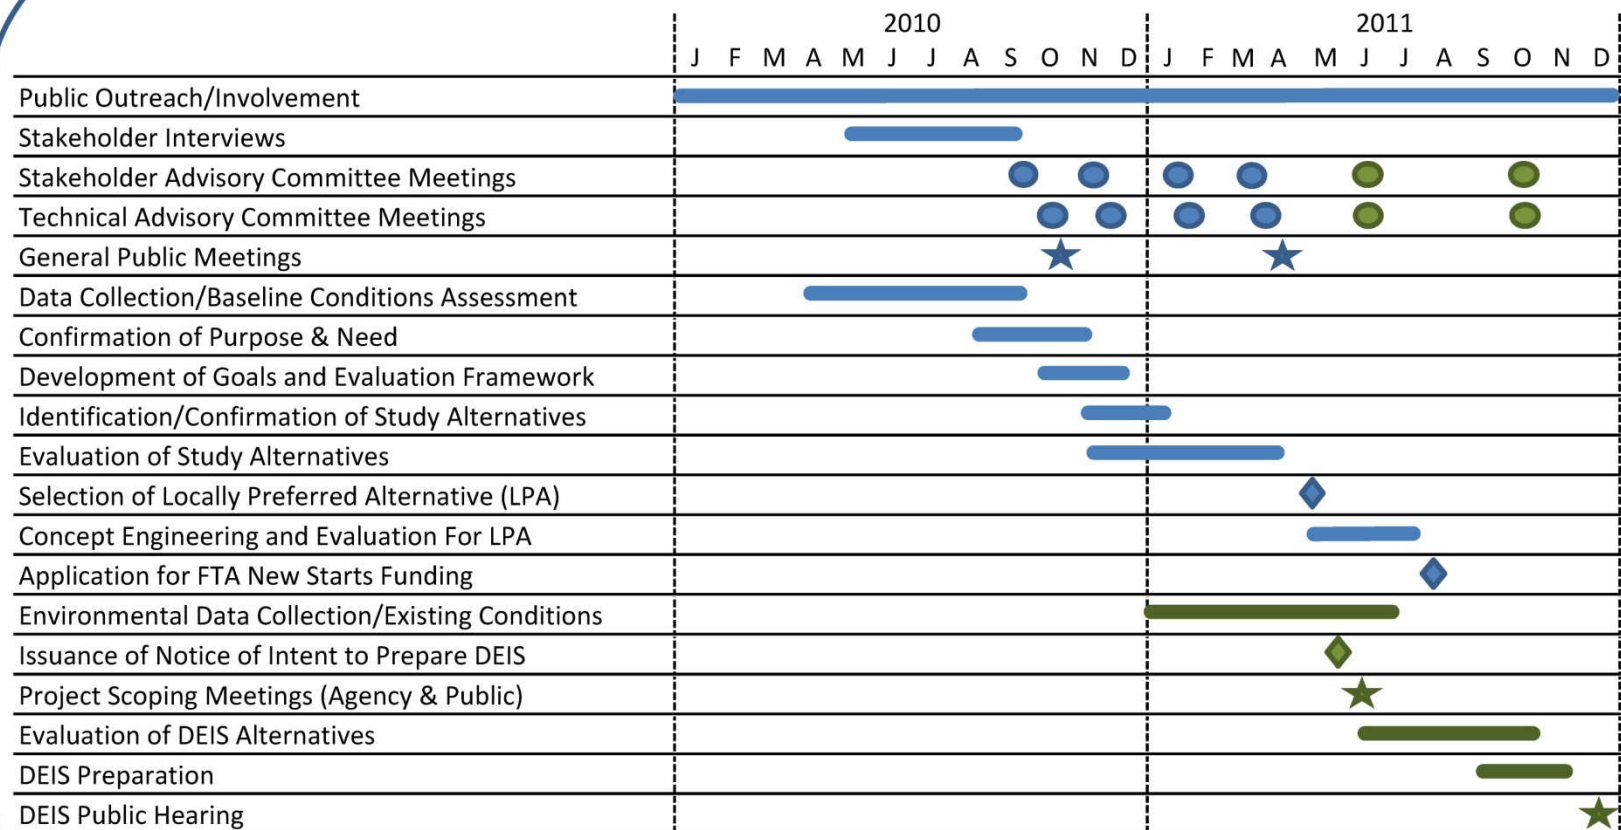 2010 2011
J F M A M J J A S O N D J F M A M J J A S O N D
Public Outreach/Involvement
Stakeholder Interviews
Stakeholder Advisory Committee Meetings
Technical Advisory Committee Meetings
General Public Meetings
Data Collection/Baseline Conditions Assessment
Confirmation of Purpose & Need
Development of Goals and Evaluation Framework
Identification/Confirmation of Study Alternatives
Evaluation of Study Alternatives
Selection of Locally Preferred Alternative (LPA)
Concept Engineering and Evaluation For LPA
Application for FTA New Starts Funding
Environmental Data Collection/Existing Conditions
Issuance of Notice of Intent to Prepare DEIS
Project Scoping Meetings (Agency & Public)
Evaluation of DEIS Alternatives
DEIS Preparation
DEIS Public Hearing